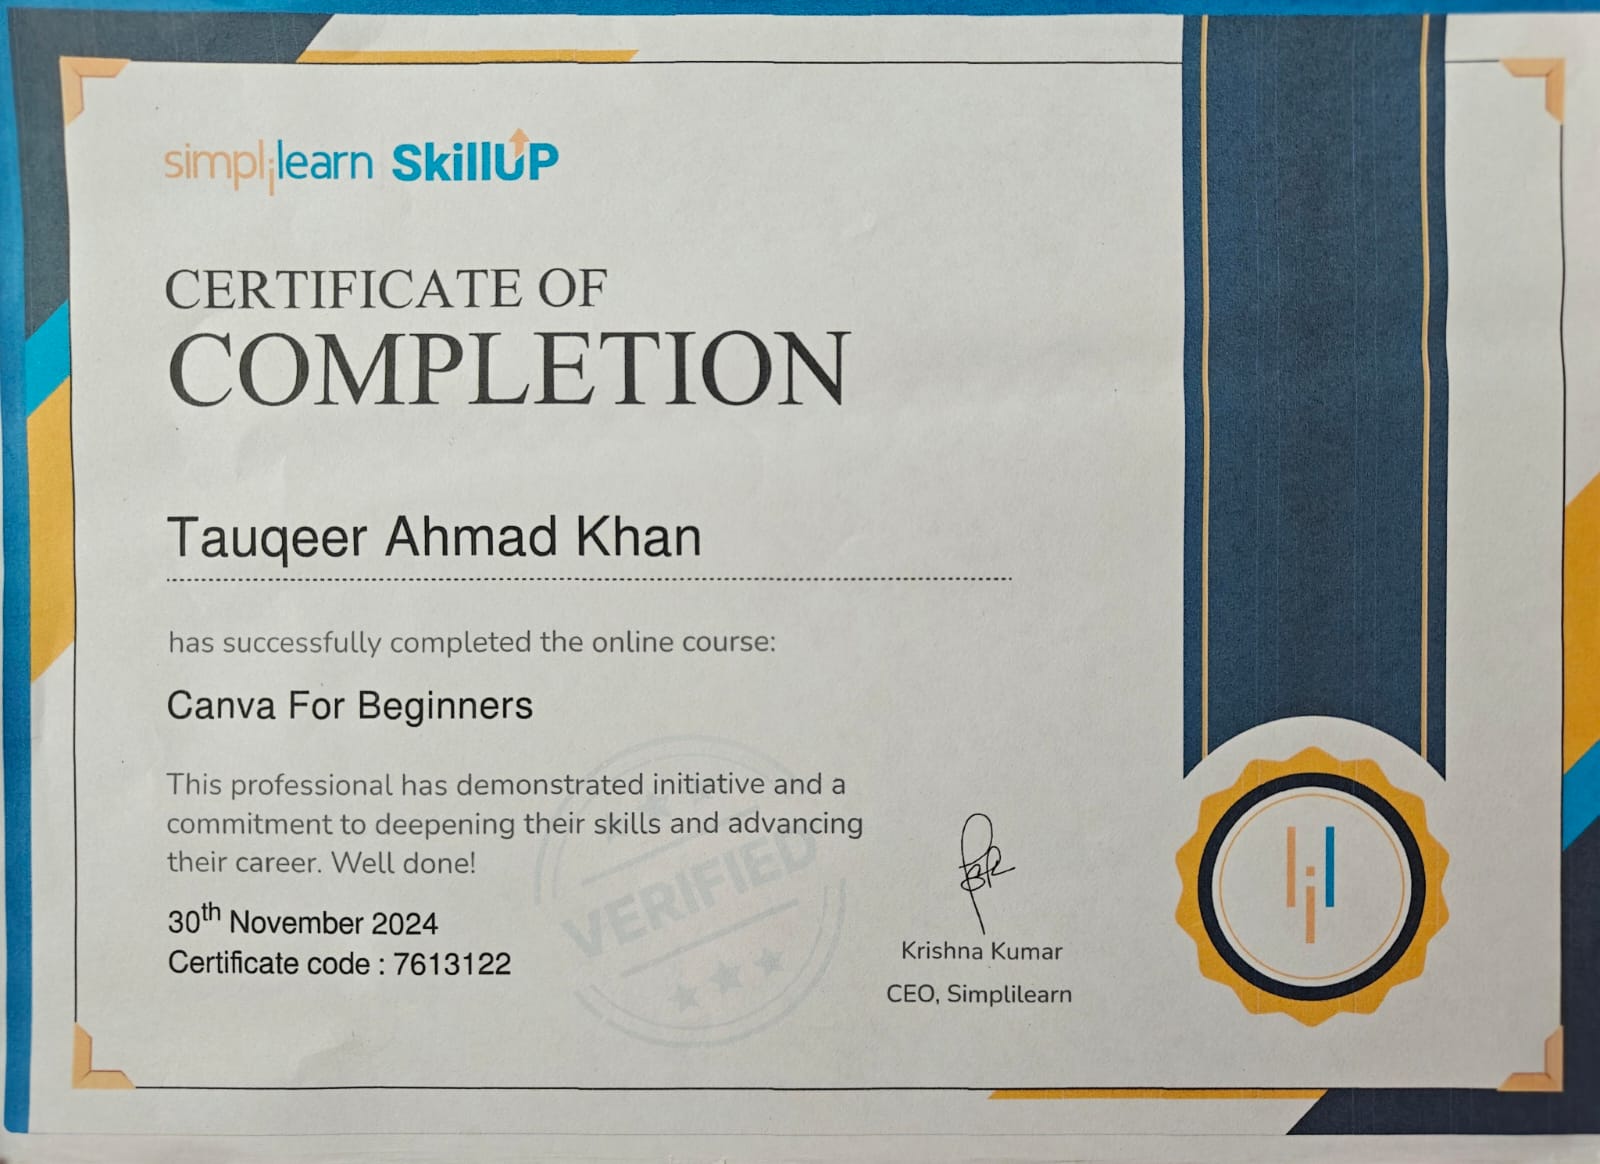 simplilearn SkillUP
CERTIFICATE OF
COMPLETION
Tauqeer Ahmad Khan
has successfully completed the online course:
Canva For Beginners
This professional has demonstrated initiative and a
commitment to deepening their skills and advancing
their career. Well done!
30th November 2024
Certificate code : 7613122
VERIFIED
Krishna Kumar
CEO, Simplilearn